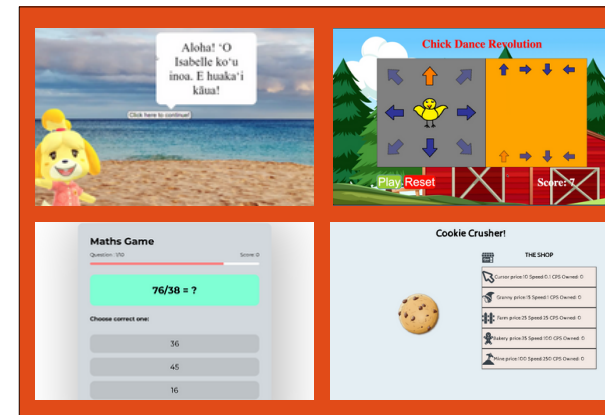 Aloha! ʻO
Isabelle koʻu
inoa. E huakaʻi
kāua!
Click here to continue!
Chick Dance Revolution
Play Reset
Score: 7
Maths Game
Question: 1/10
Score: 0
76/38 = ?
Choose correct one:
36
45
16
Cookie Crusher!
THE SHOP
Cursor price:10 Speed:0.1 CPS Owned: 0
Granny price:15 Speed:1 CPS Owned: 0
Farm price:25 Speed:25 CPS Owned: 0
Bakery price:35 Speed:100 CPS Owned: 0
Mine price:100 Speed:250 CPS Owned: 0